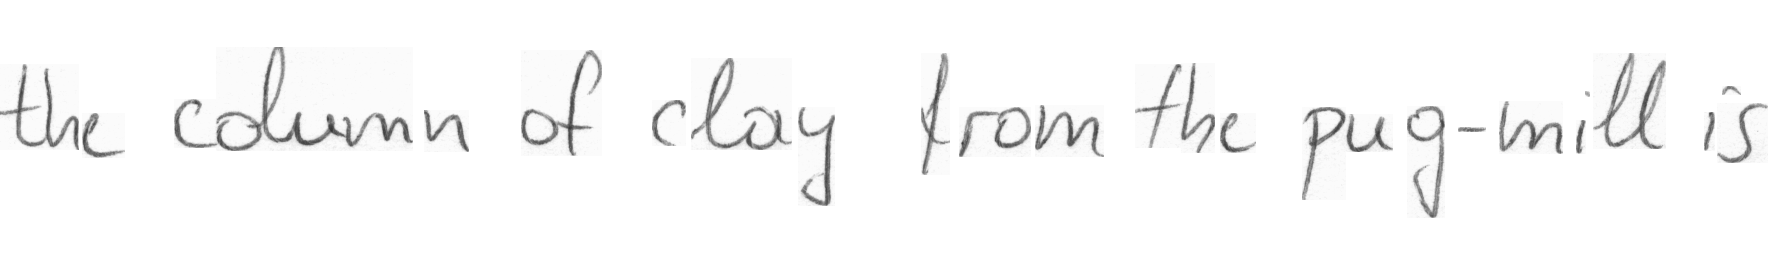 the column of clay from the pug-mill is